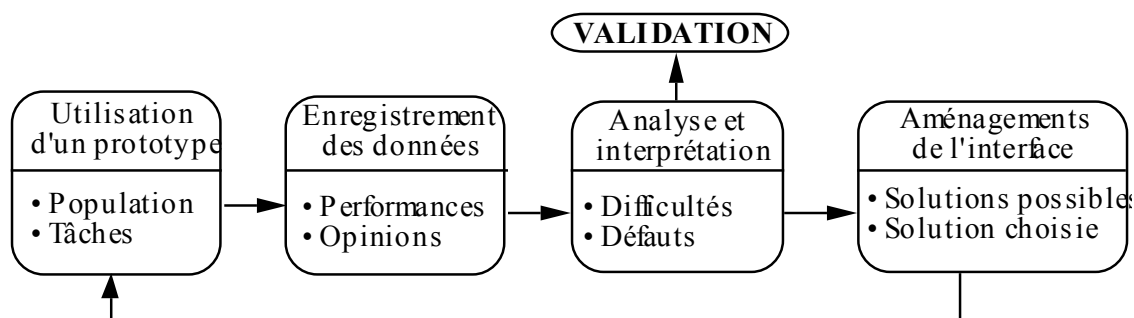 VALIDATION
Utilisation
d'un prototype
• Population
• Tâches
Enregistrement
des données
• Performances
• Opinions
Analyse et
interprétation
• Difficultés
• Défauts
Aménagements
de l'interface
• Solutions possibles
• Solution choisie